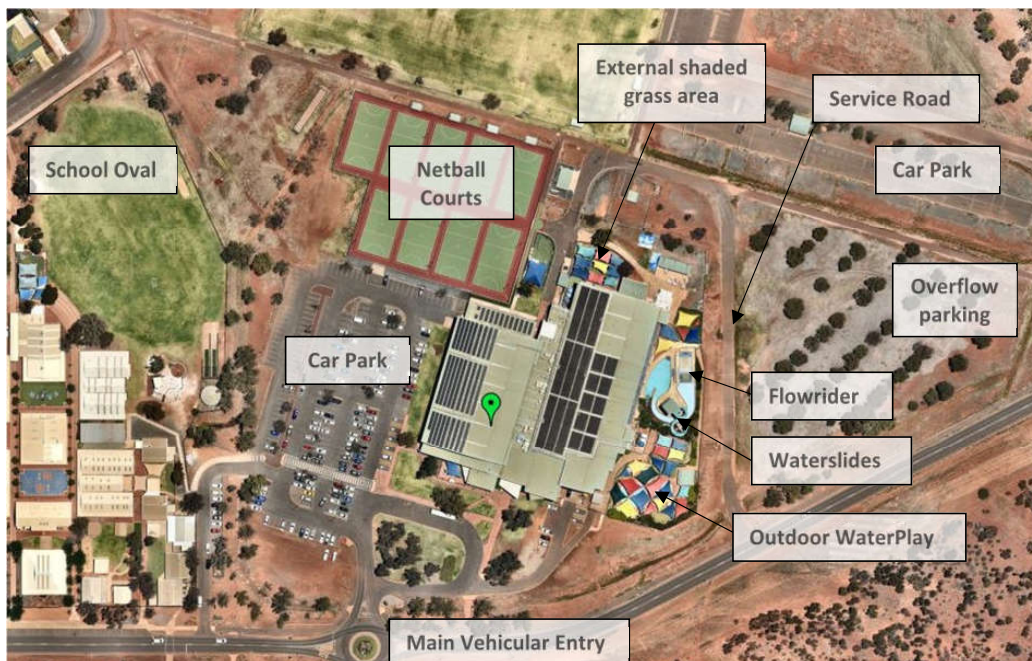 External shaded
grass area
Service Road
School Oval
Netball
Courts
Car Park
Overflow
parking
Car Park
Flowrider
Waterslides
Outdoor WaterPlay
Main Vehicular Entry